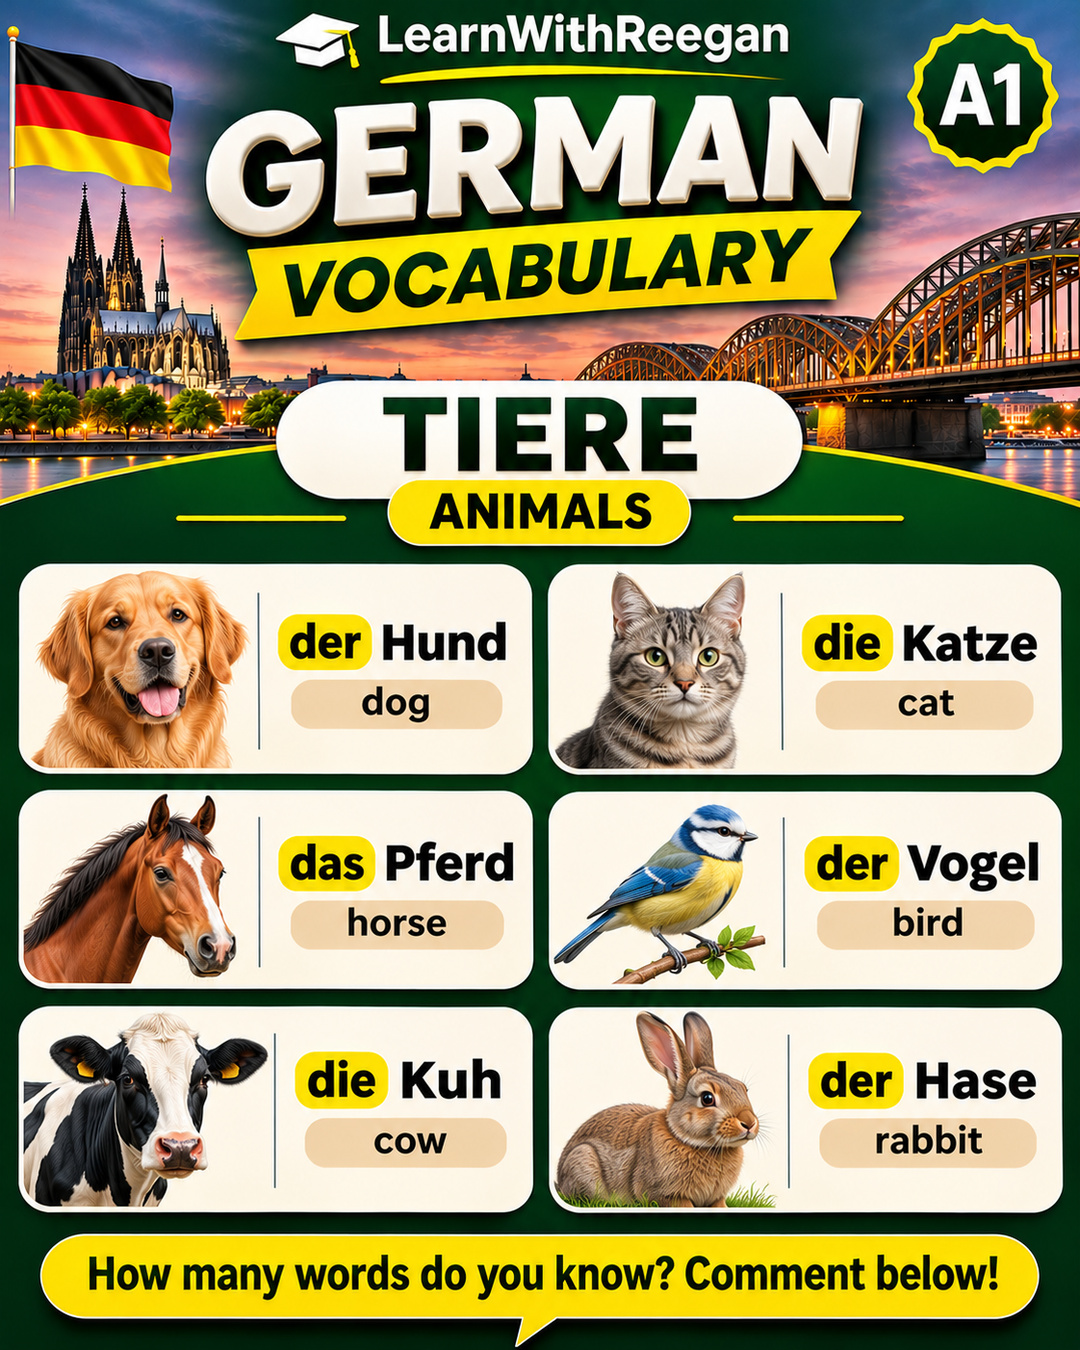 LearnWithReegan
A1
GERMAN
VOCABULARY
TIERE
ANIMALS
der Hund
dog
die Katze
cat
das Pferd
horse
der Vogel
bird
die Kuh
cow
der Hase
rabbit
How many words do you know? Comment below!